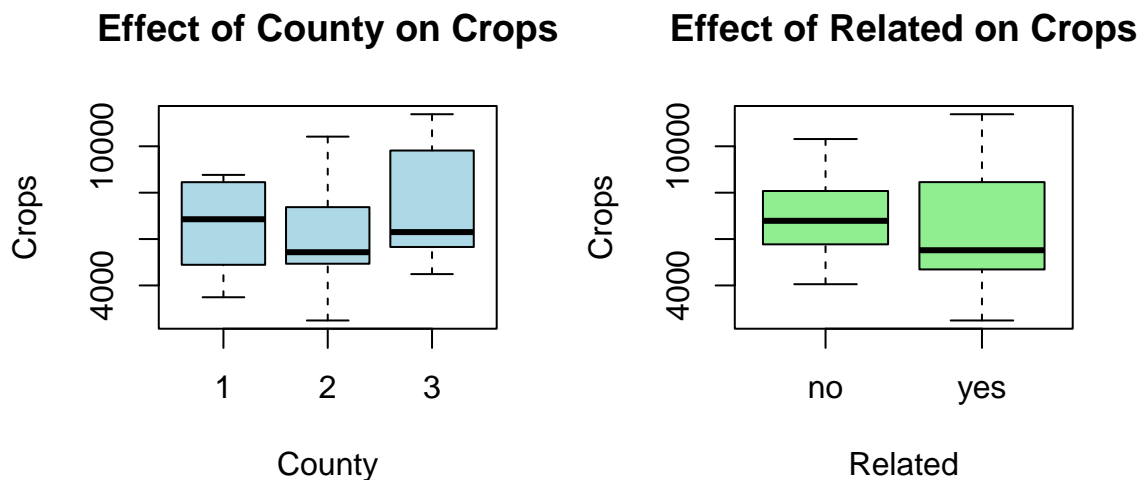 Effect of County on Crops
Crops
10000
4000
1 2 3
County
Effect of Related on Crops
Crops
10000
4000
no yes
Related